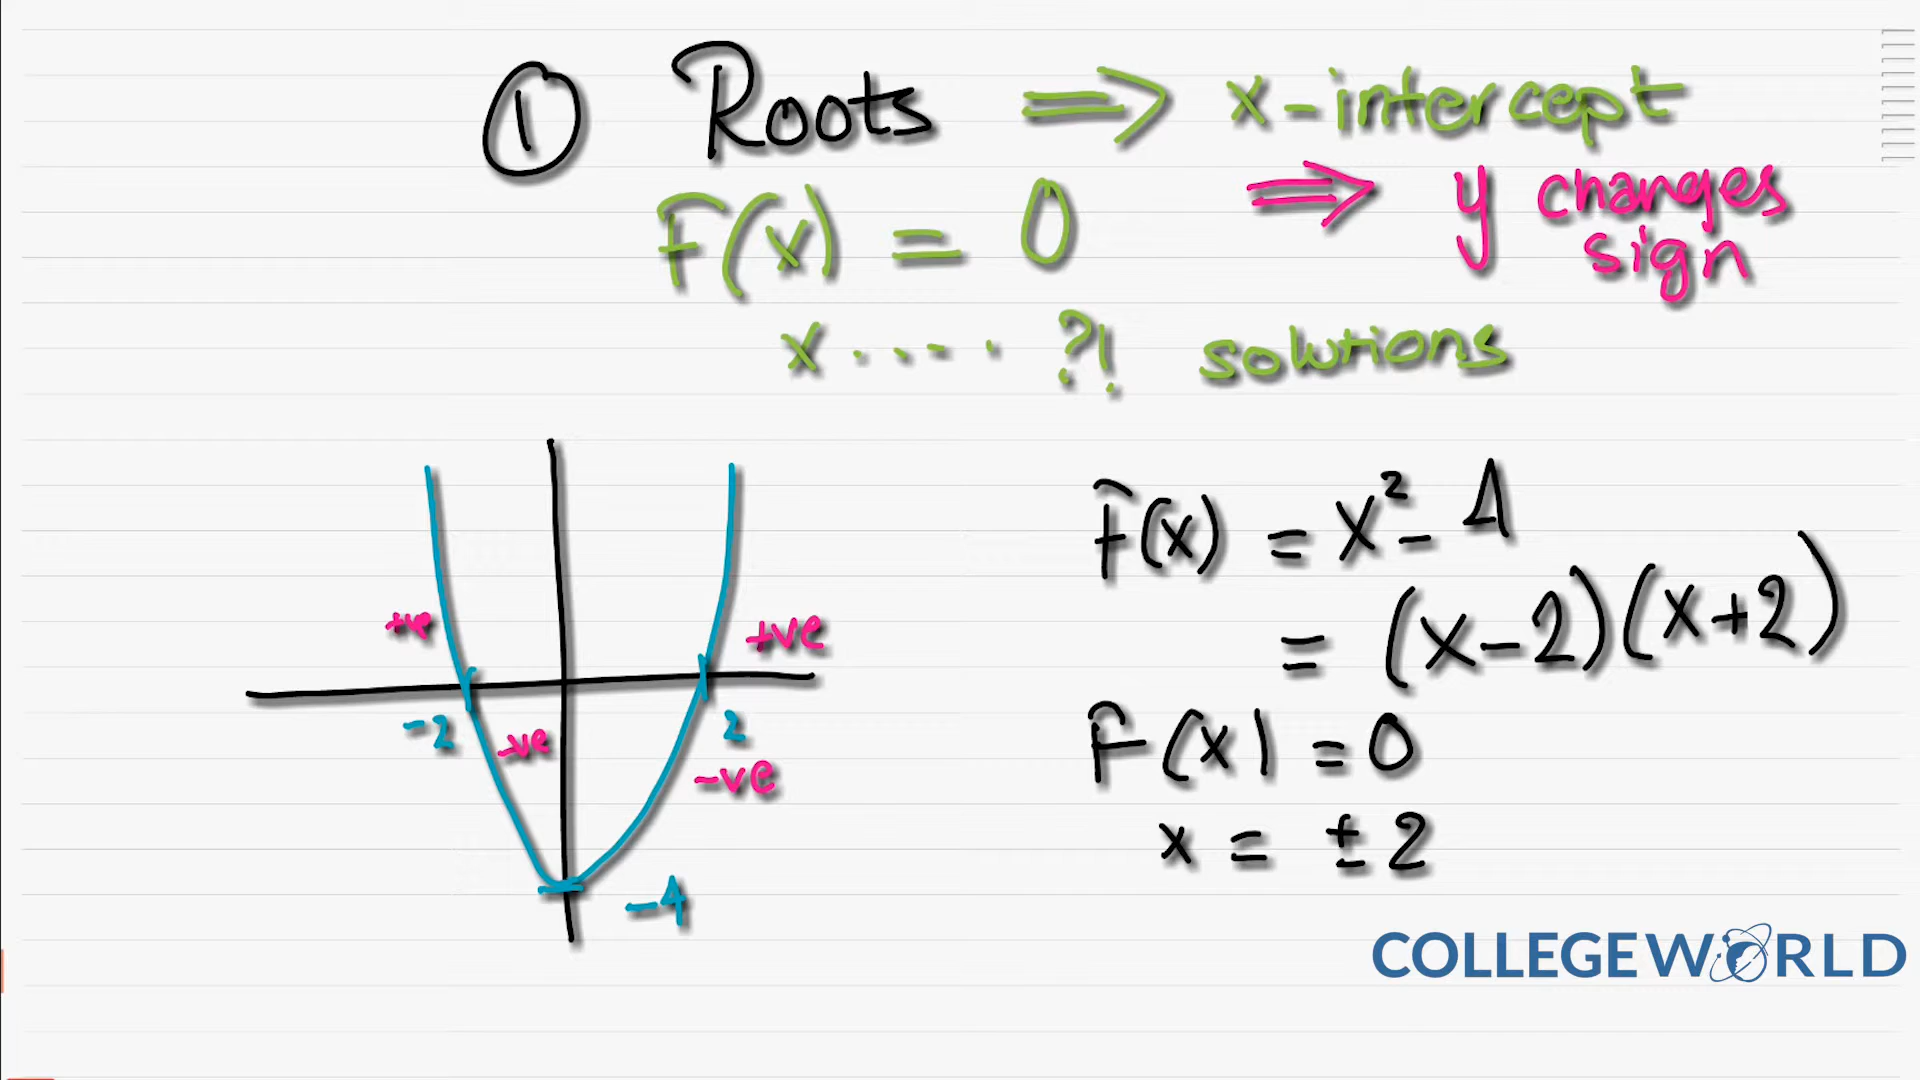 ① Roots ⟹ x-intercept
⟹ y changes sign
F(x) = 0
x ..... ?! solutions
F(x) = x² - 4
= (x-2)(x+2)
F(x) = 0
x = ±2
+ve
+ve
-2
-ve
2
-ve
-4
COLLEGEWORLD